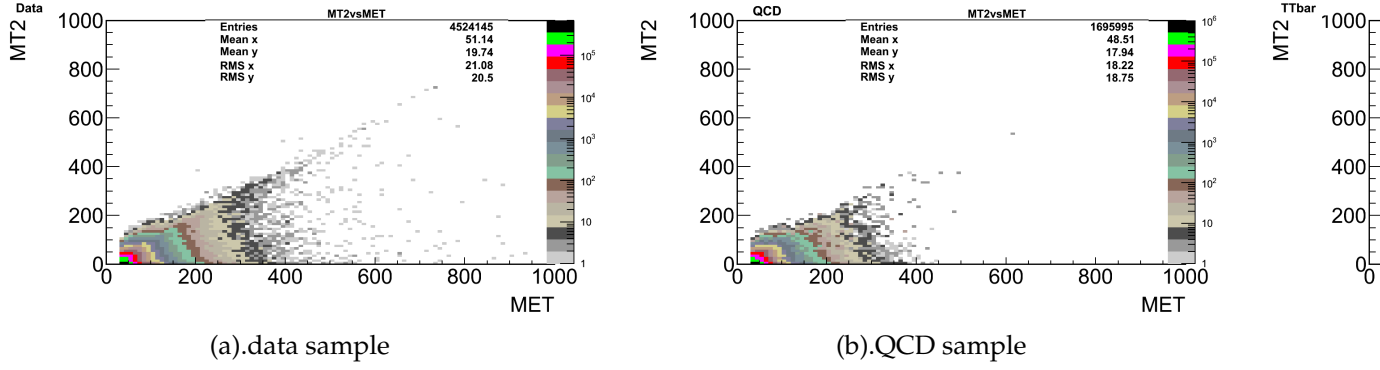 Data
MT2vsMET
Entries 4524145
Mean x 51.14
Mean y 19.74
RMS x 21.08
RMS y 20.5
MT2
1000
800
600
400
200
0
0 200 400 600 800 1000
MET
10⁵
10⁴
10³
10²
10
1
(a).data sample
QCD
MT2vsMET
Entries 1695995
Mean x 48.51
Mean y 17.94
RMS x 18.22
RMS y 18.75
MT2
1000
800
600
400
200
0
0 200 400 600 800 1000
MET
10⁶
10⁵
10⁴
10³
10²
10
1
(b).QCD sample
TTbar
MT2
1000
800
600
400
200
0
0